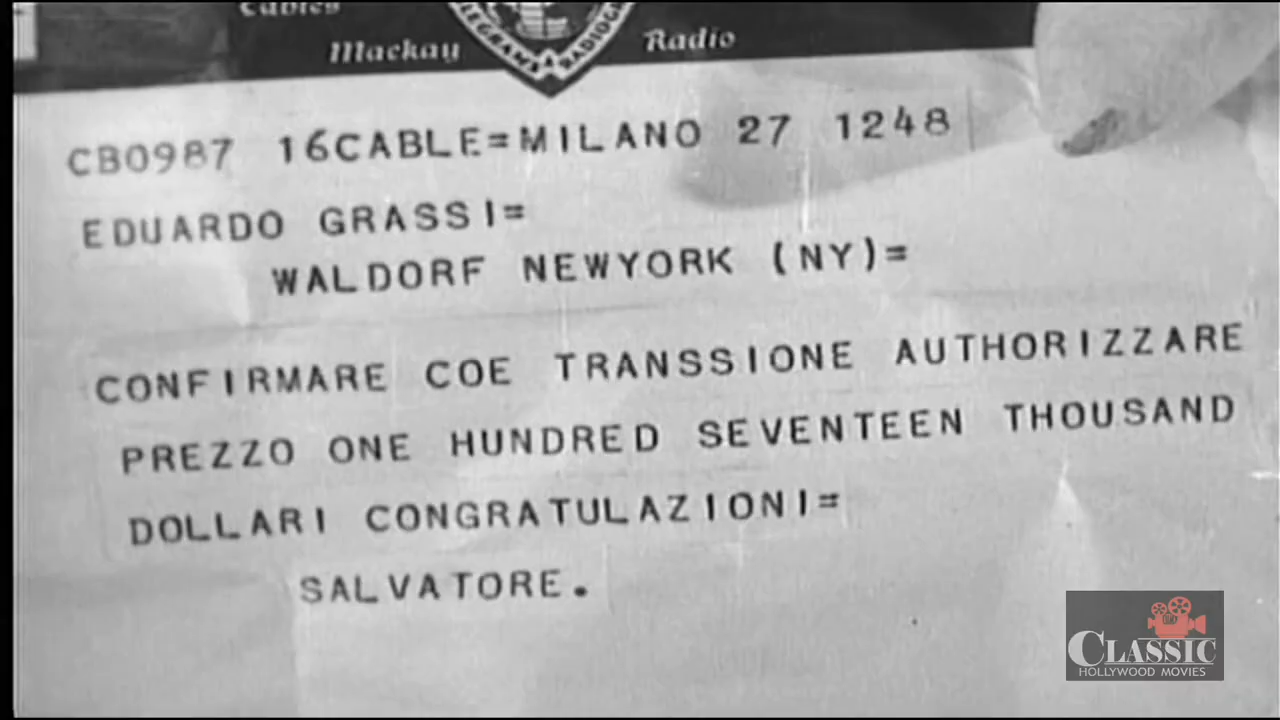 Cables
Mackay Radio
CB0987 16CABLE=MILANO 27 1248
EDUARDO GRASSI=
WALDORF NEWYORK (NY)=
CONFIRMARE COE TRANSSIONE AUTHORIZZARE
PREZZO ONE HUNDRED SEVENTEEN THOUSAND
DOLLARI CONGRATULAZIONI=
SALVATORE.
CLASSIC
HOLLYWOOD MOVIES